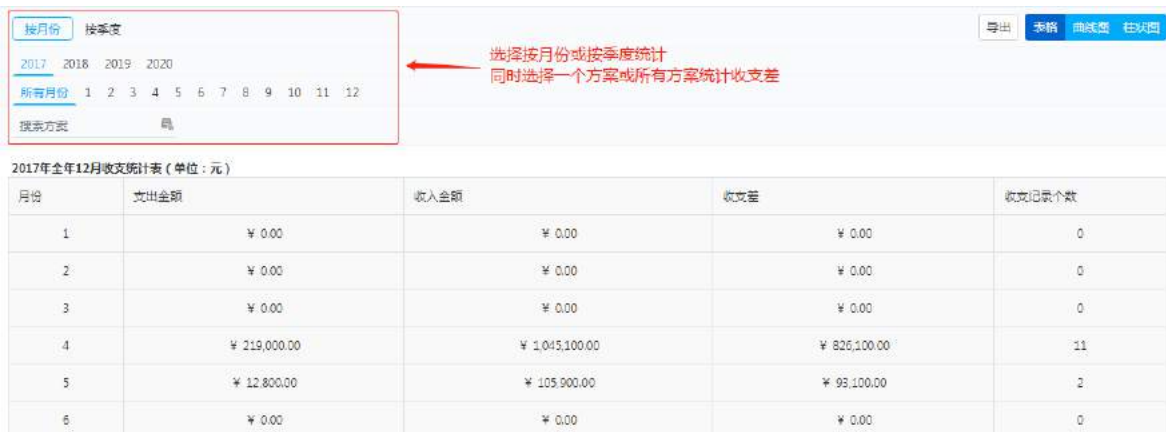 按月份 按季度 导出 表格 曲线图 柱状图
选择按月份或按季度统计
2017 2018 2019 2020
同时选择一个方案或所有方案统计收支差
所有月份 1 2 3 4 5 6 7 8 9 10 11 12
搜索方案
2017年全年12月收支统计表(单位:元)
月份 支出金额 收入金额 收支差 收支记录个数
1 ¥ 0.00 ¥ 0.00 ¥ 0.00 0
2 ¥ 0.00 ¥ 0.00 ¥ 0.00 0
3 ¥ 0.00 ¥ 0.00 ¥ 0.00 0
4 ¥ 219,000.00 ¥ 1,045,100.00 ¥ 826,100.00 11
5 ¥ 12,800.00 ¥ 105,900.00 ¥ 93,100.00 2
6 ¥ 0.00 ¥ 0.00 ¥ 0.00 0